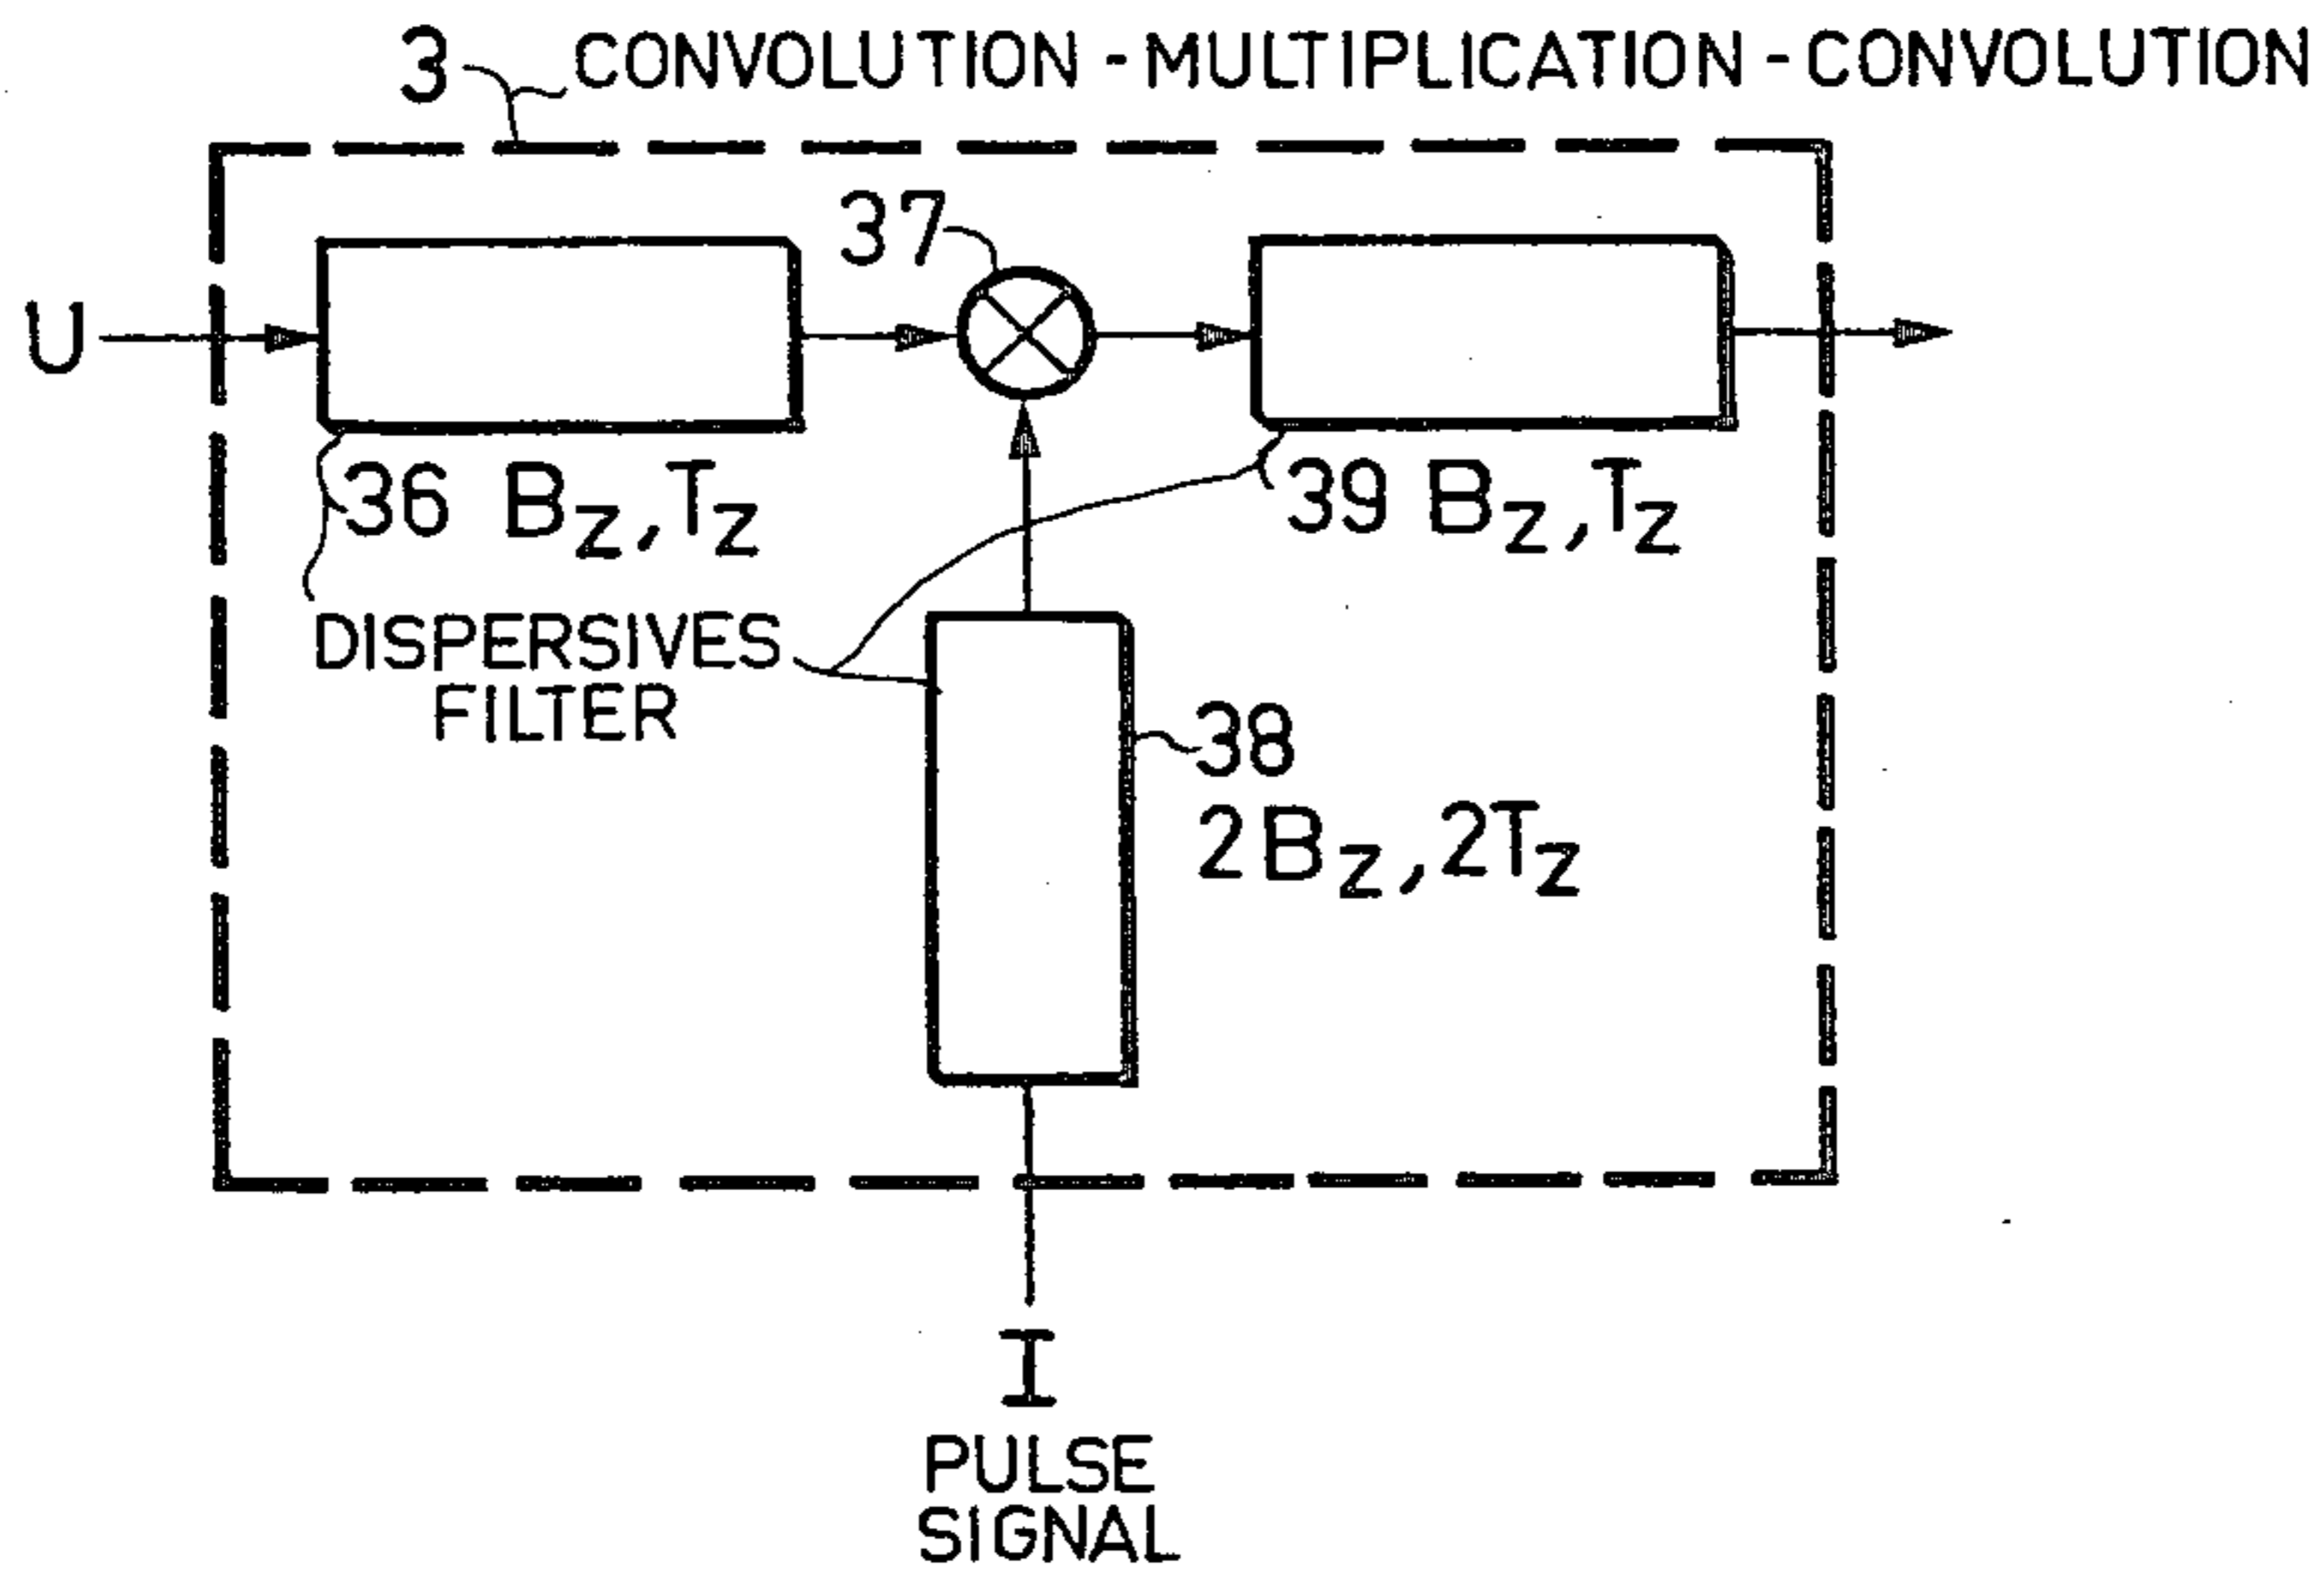 3 CONVOLUTION - MULTIPLICATION - CONVOLUTION
37
U
36 Bz, Tz
39 Bz, Tz
DISPERSIVES
FILTER
38
2Bz, 2Tz
I
PULSE
SIGNAL